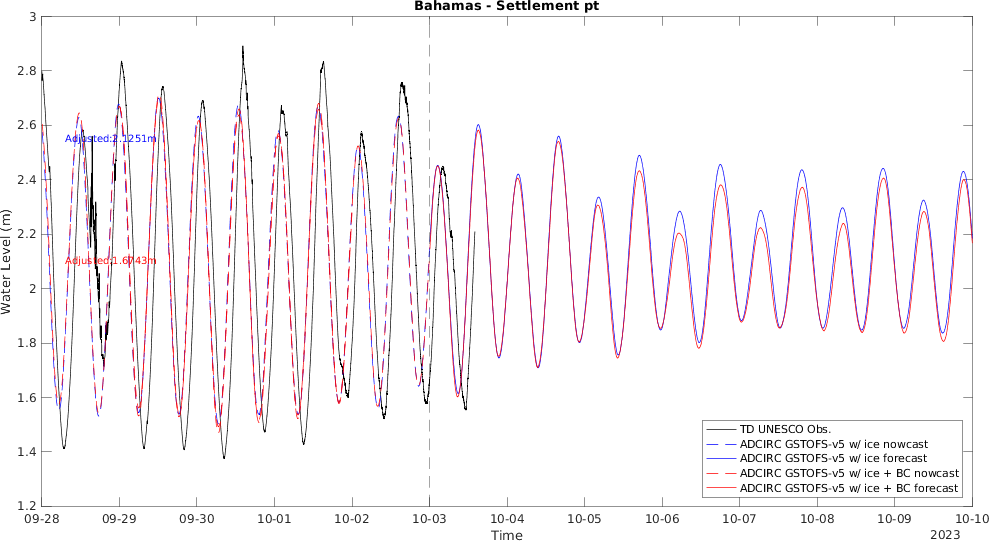 Bahamas - Settlement pt
Water Level (m)
3
2.8
2.6
2.4
2.2
2
1.8
1.6
1.4
1.2
Adjusted:2.1251m
Adjusted:1.6743m
TD UNESCO Obs.
ADCIRC GSTOFS-v5 w/ ice nowcast
ADCIRC GSTOFS-v5 w/ ice forecast
ADCIRC GSTOFS-v5 w/ ice + BC nowcast
ADCIRC GSTOFS-v5 w/ ice + BC forecast
09-28 09-29 09-30 10-01 10-02 10-03 10-04 10-05 10-06 10-07 10-08 10-09 10-10
Time
2023